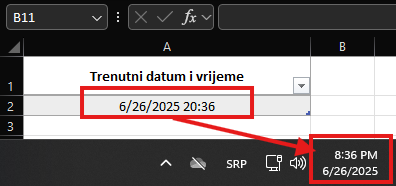 B11
fx
A B
1 Trenutni datum i vrijeme
2 6/26/2025 20:36
3
SRP
8:36 PM
6/26/2025